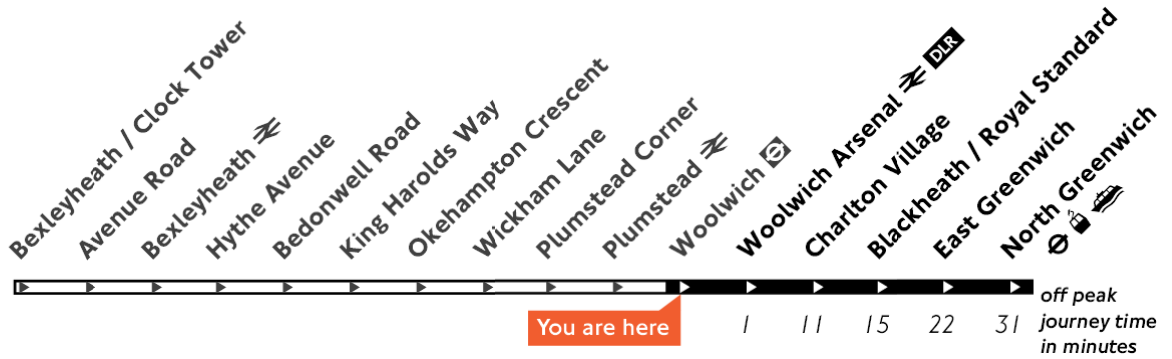 Bexleyheath / Clock Tower
Avenue Road
Bexleyheath
Hythe Avenue
Bedonwell Road
King Harolds Way
Okehampton Crescent
Wickham Lane
Plumstead Corner
Plumstead
Woolwich
Woolwich Arsenal DLR
Charlton Village
Blackheath / Royal Standard
East Greenwich
North Greenwich
You are here
1 11 15 22 31
off peak
journey time
in minutes